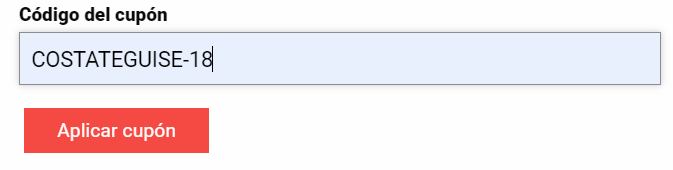 Código del cupón
COSTATEGUISE-18
Aplicar cupón